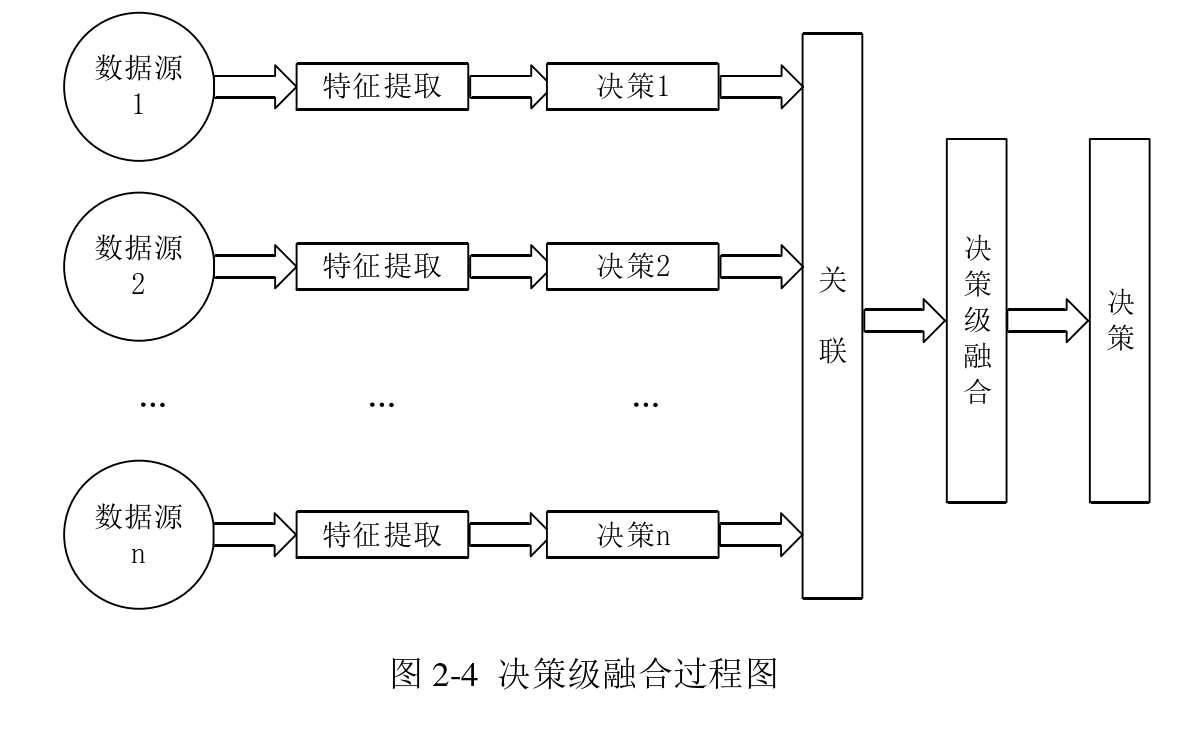 数据源
1
特征提取
决策1
数据源
2
特征提取
决策2
...
...
...
数据源
n
特征提取
决策n
关
联
决
策
级
融
合
决
策
图 2-4 决策级融合过程图